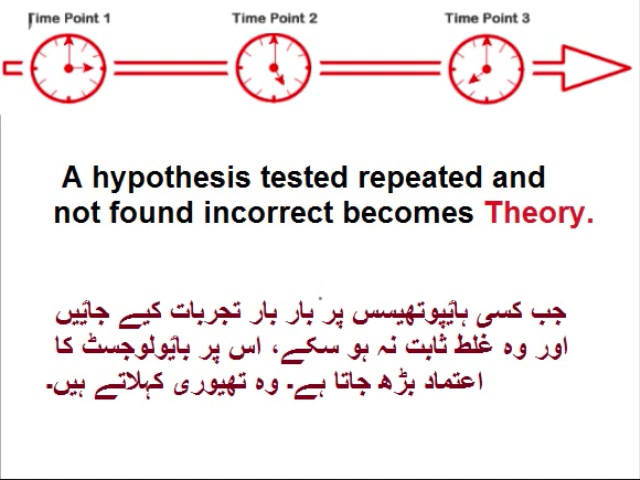 Time Point 1
Time Point 2
Time Point 3
A hypothesis tested repeated and
not found incorrect becomes Theory.
جب کسی ہائیپوتھیسس پر بار بار تجربات کیے جائیں
اور وہ غلط ثابت نہ ہو سکے، اس پر بائیولوجسٹ کا
اعتماد بڑھ جاتا ہے۔ وہ تھیوری کہلاتے ہیں۔